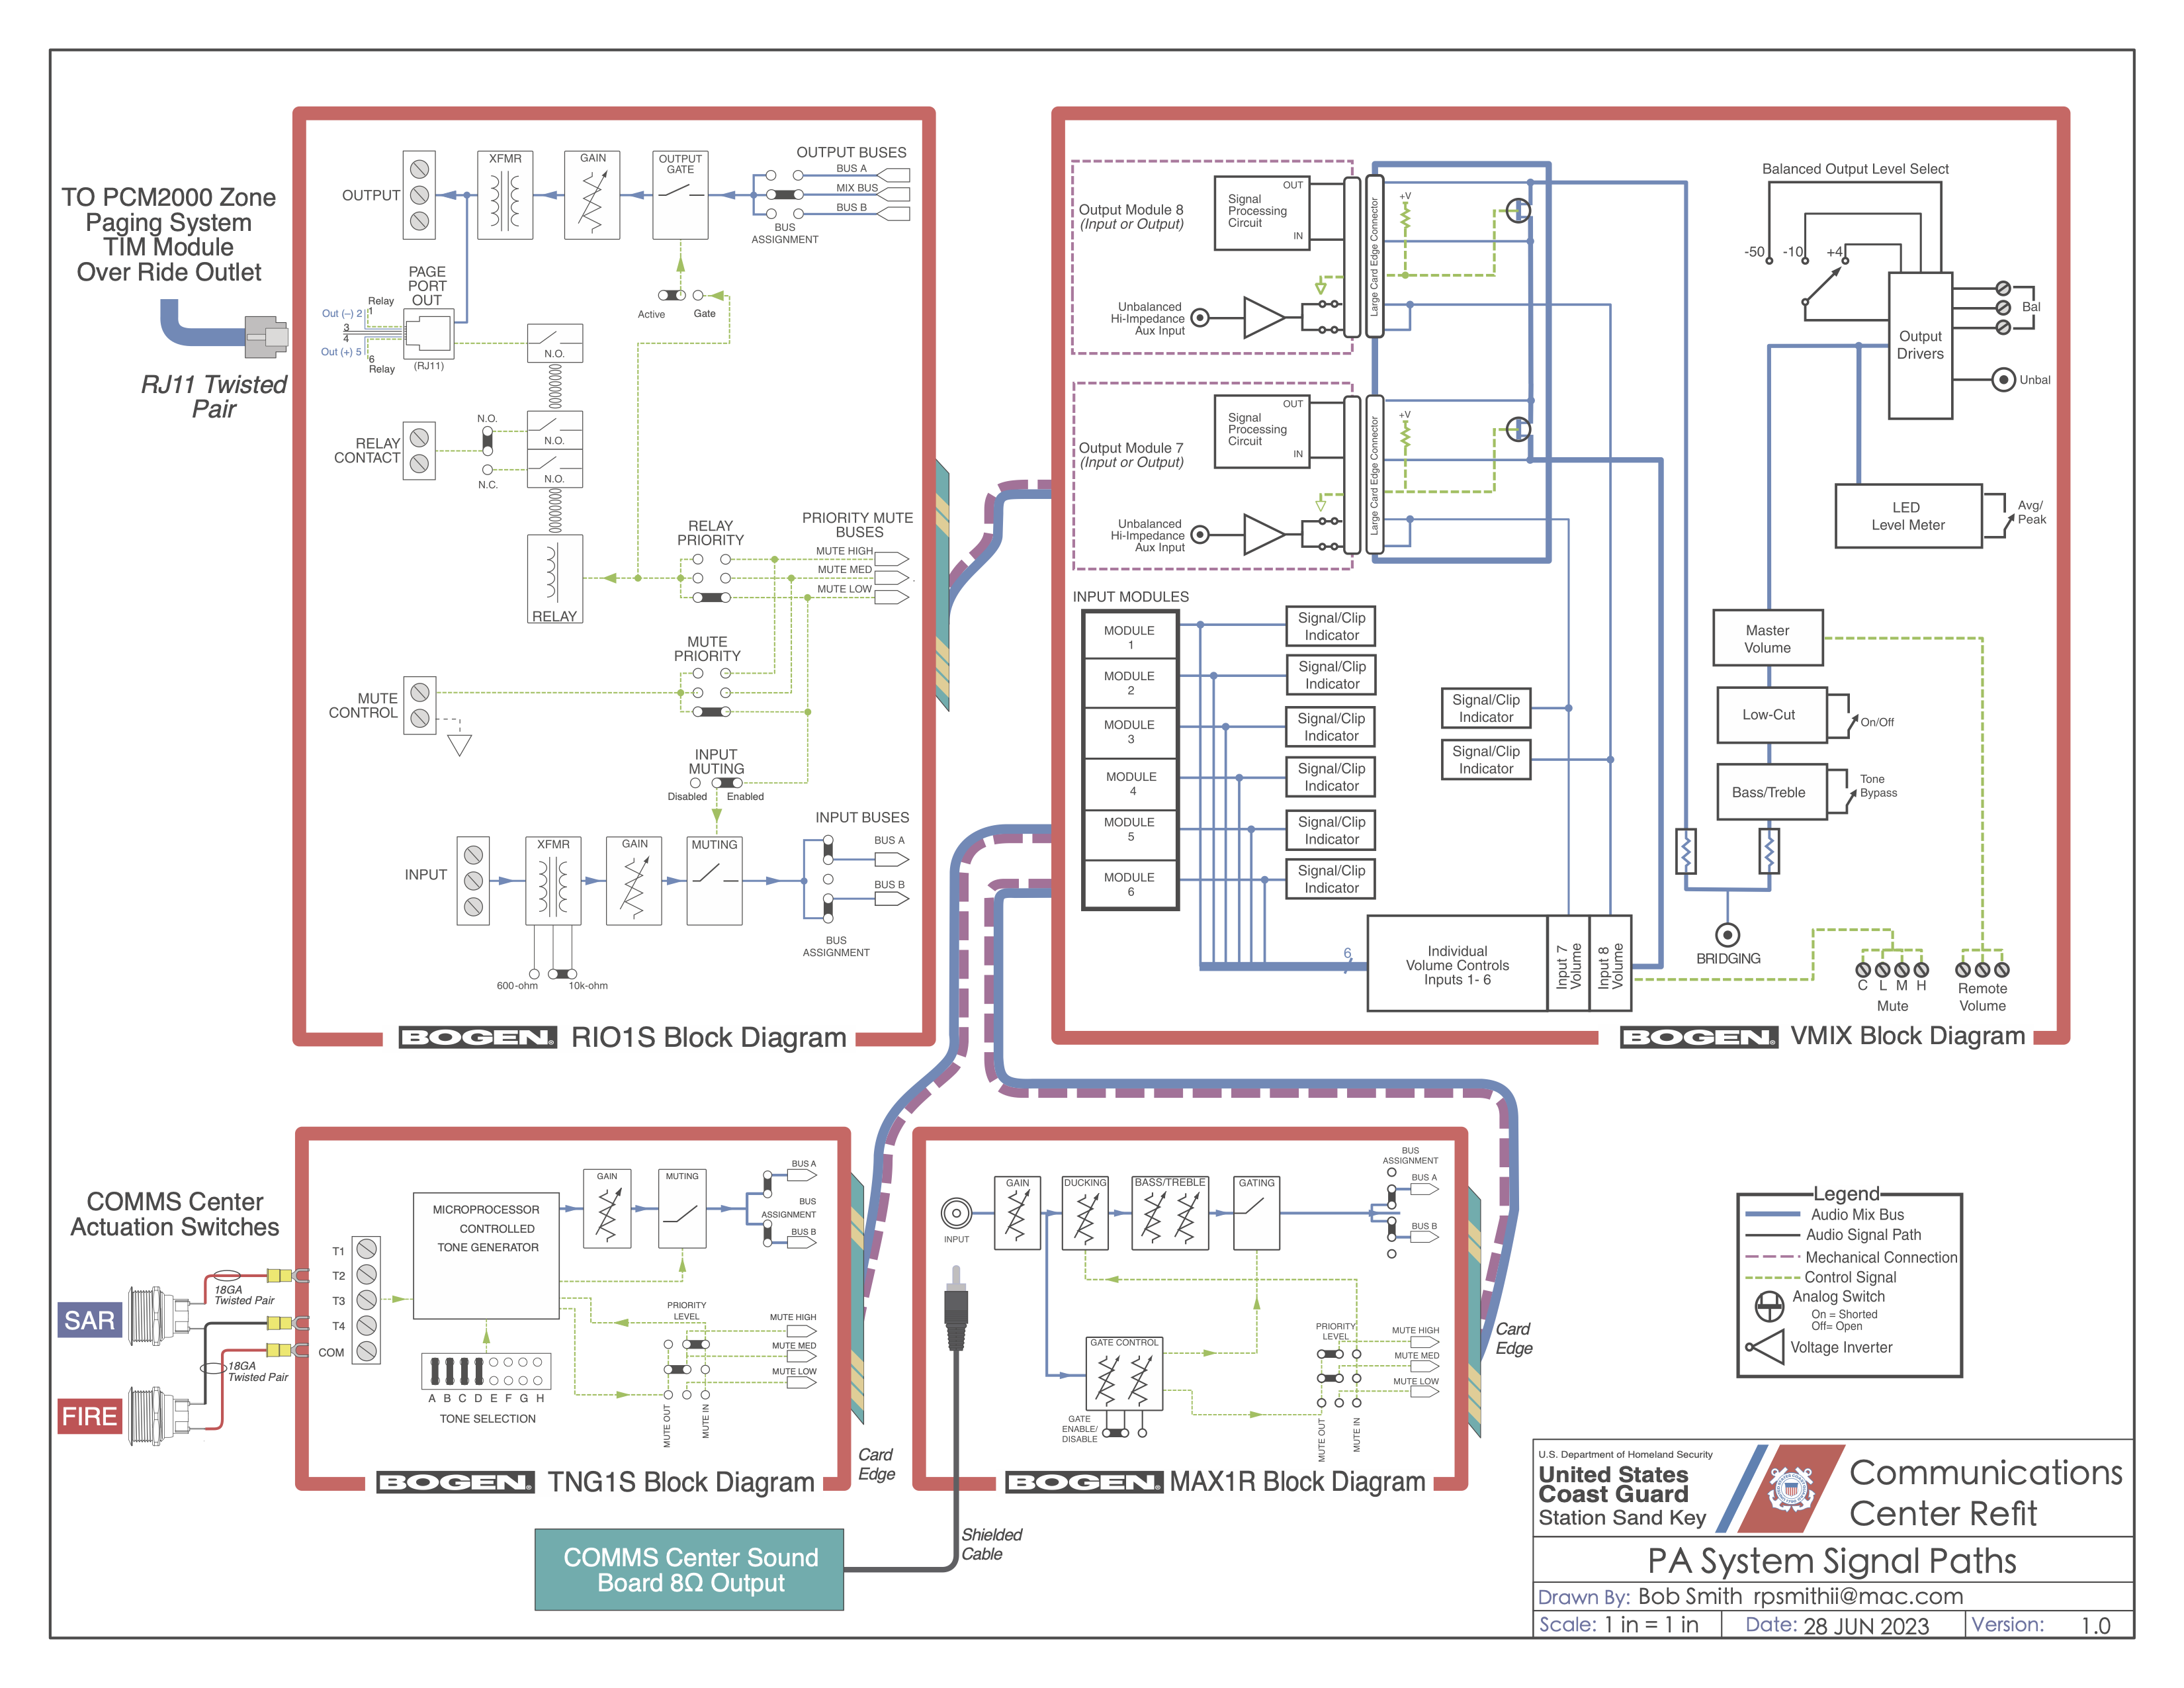 TO PCM2000 Zone
Paging System
TIM Module
Over Ride Outlet
RJ11 Twisted
Pair
OUTPUT
XFMR
GAIN
OUTPUT
GATE
OUTPUT BUSES
BUS A
MIX BUS
BUS B
BUS
ASSIGNMENT
PAGE
PORT
OUT
Relay
Out (–) 2
1
3
4
Out (+) 5
6
Relay
(RJ11)
Active
Gate
N.O.
RELAY
CONTACT
N.O.
N.C.
N.O.
N.O.
RELAY
RELAY
PRIORITY
PRIORITY MUTE
BUSES
MUTE HIGH
MUTE MED
MUTE LOW
MUTE
PRIORITY
MUTE
CONTROL
INPUT
MUTING
Disabled
Enabled
INPUT
XFMR
GAIN
MUTING
INPUT BUSES
BUS A
BUS B
BUS
ASSIGNMENT
600-ohm
10k-ohm
BOGEN® RIO1S Block Diagram
Output Module 8
(Input or Output)
Signal
Processing
Circuit
OUT
IN
Unbalanced
Hi-Impedance
Aux Input
Large Card Edge Connector
+V
Output Module 7
(Input or Output)
Signal
Processing
Circuit
OUT
IN
Unbalanced
Hi-Impedance
Aux Input
Large Card Edge Connector
+V
Balanced Output Level Select
-50
-10
+4
Output
Drivers
Bal
Unbal
LED
Level Meter
Avg/
Peak
INPUT MODULES
MODULE
1
MODULE
2
MODULE
3
MODULE
4
MODULE
5
MODULE
6
Signal/Clip
Indicator
Signal/Clip
Indicator
Signal/Clip
Indicator
Signal/Clip
Indicator
Signal/Clip
Indicator
Signal/Clip
Indicator
Signal/Clip
Indicator
Signal/Clip
Indicator
Master
Volume
Low-Cut
On/Off
Bass/Treble
Tone
Bypass
6
Individual
Volume Controls
Inputs 1- 6
Input 7
Volume
Input 8
Volume
BRIDGING
C L M H
Mute
Remote
Volume
BOGEN® VMIX Block Diagram
COMMS Center
Actuation Switches
SAR
FIRE
18GA
Twisted Pair
18GA
Twisted Pair
T1
T2
T3
T4
COM
MICROPROCESSOR
CONTROLLED
TONE GENERATOR
GAIN
MUTING
BUS A
BUS
ASSIGNMENT
BUS B
PRIORITY
LEVEL
MUTE HIGH
MUTE MED
MUTE LOW
MUTE OUT
MUTE IN
A B C D E F G H
TONE SELECTION
BOGEN® TNG1S Block Diagram
Card
Edge
INPUT
GAIN
DUCKING
BASS/TREBLE
GATING
BUS
ASSIGNMENT
BUS A
BUS B
GATE CONTROL
GATE
ENABLE/
DISABLE
PRIORITY
LEVEL
MUTE HIGH
MUTE MED
MUTE LOW
MUTE OUT
MUTE IN
BOGEN® MAX1R Block Diagram
Card
Edge
COMMS Center Sound
Board 8Ω Output
Shielded
Cable
Legend
Audio Mix Bus
Audio Signal Path
Mechanical Connection
Control Signal
Analog Switch
On = Shorted
Off= Open
Voltage Inverter
U.S. Department of Homeland Security
United States
Coast Guard
Station Sand Key
Communications
Center Refit
PA System Signal Paths
Drawn By: Bob Smith rpsmithii@mac.com
Scale: 1 in = 1 in
Date: 28 JUN 2023
Version: 1.0